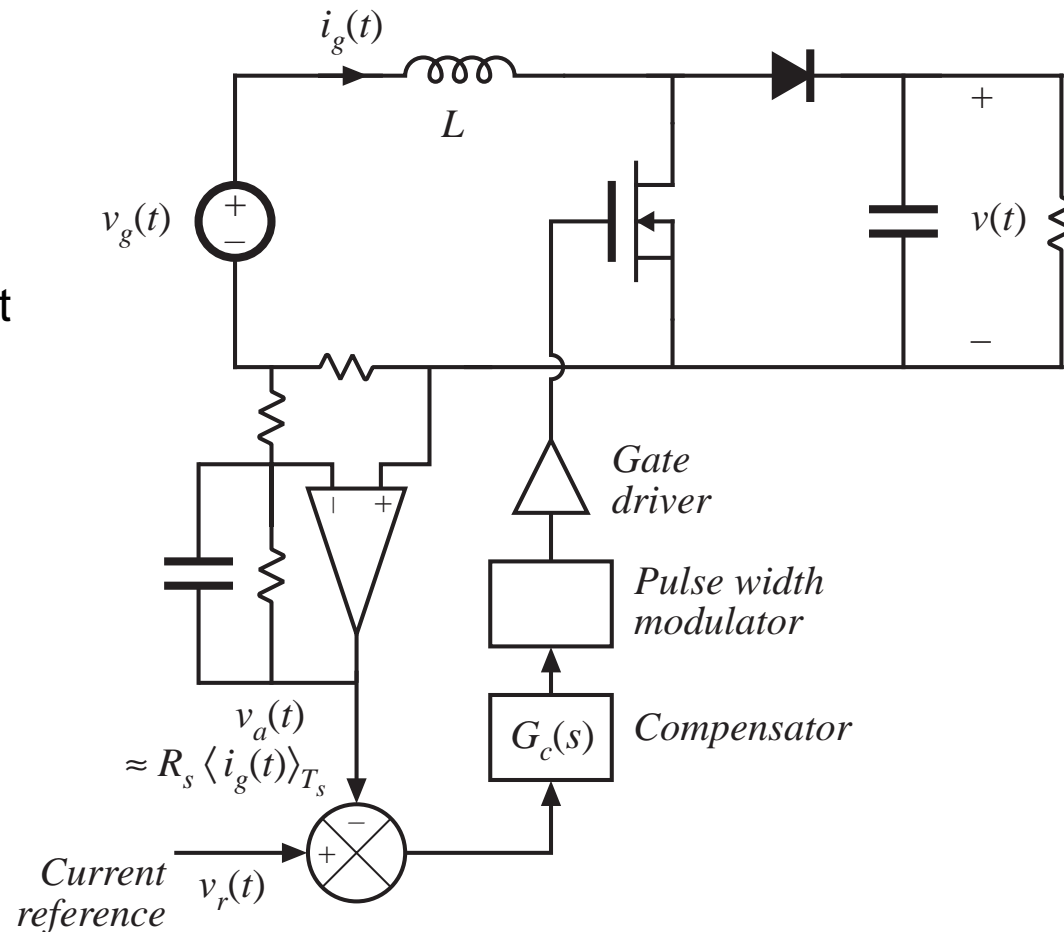 i_g(t)
L
+
v_g(t)
+
–
v(t)
t
–
Gate
driver
– +
Pulse width
modulator
v_a(t)
G_c(s)
Compensator
≈ R_s ⟨i_g(t)⟩_{T_s}
–
+
Current
reference
v_r(t)